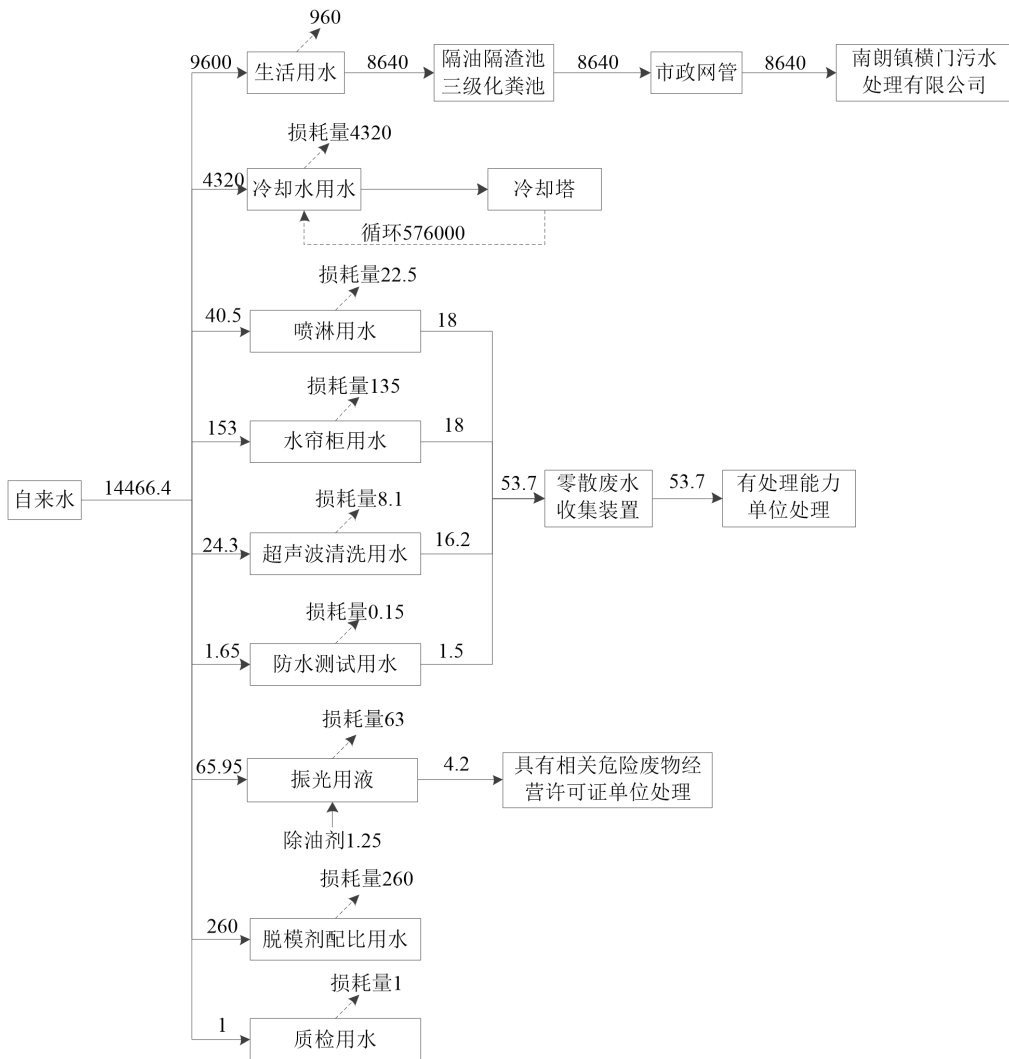 960
9600
生活用水
8640
隔油隔渣池
三级化粪池
8640
市政网管
8640
南朗镇横门污水
处理有限公司
损耗量4320
4320
冷却水用水
冷却塔
循环576000
损耗量22.5
40.5
喷淋用水
18
损耗量135
153
水帘柜用水
18
自来水
14466.4
53.7
零散废水
收集装置
53.7
有处理能力
单位处理
损耗量8.1
24.3
超声波清洗用水
16.2
损耗量0.15
1.65
防水测试用水
1.5
损耗量63
65.95
振光用液
4.2
具有相关危险废物经
营许可证单位处理
除油剂1.25
损耗量260
260
脱模剂配比用水
损耗量1
1
质检用水